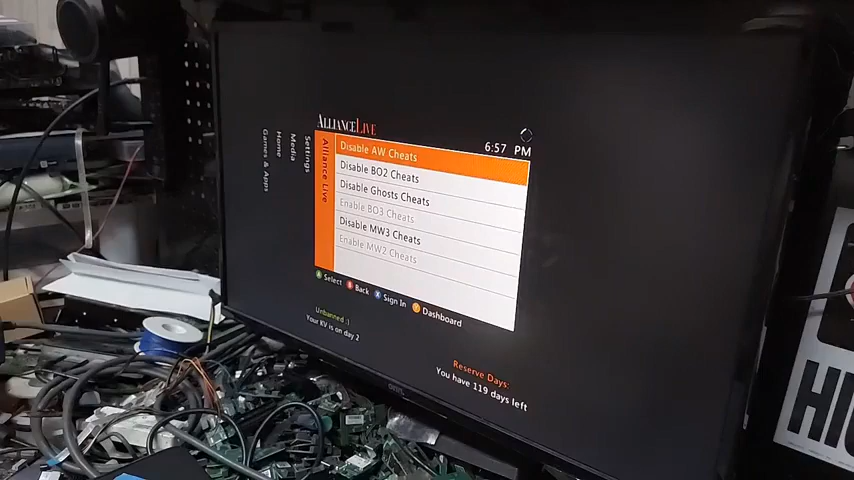 ALLIANCELIVE
6:57 PM
Games & Apps
Home
Media
Settings
Alliance Live
Disable AW Cheats
Disable BO2 Cheats
Disable Ghosts Cheats
Enable BO3 Cheats
Disable MW3 Cheats
Enable MW2 Cheats
A Select B Back X Sign In Y Dashboard
Unbanned :)
Your KV is on day 2
Reserve Days:
You have 119 days left